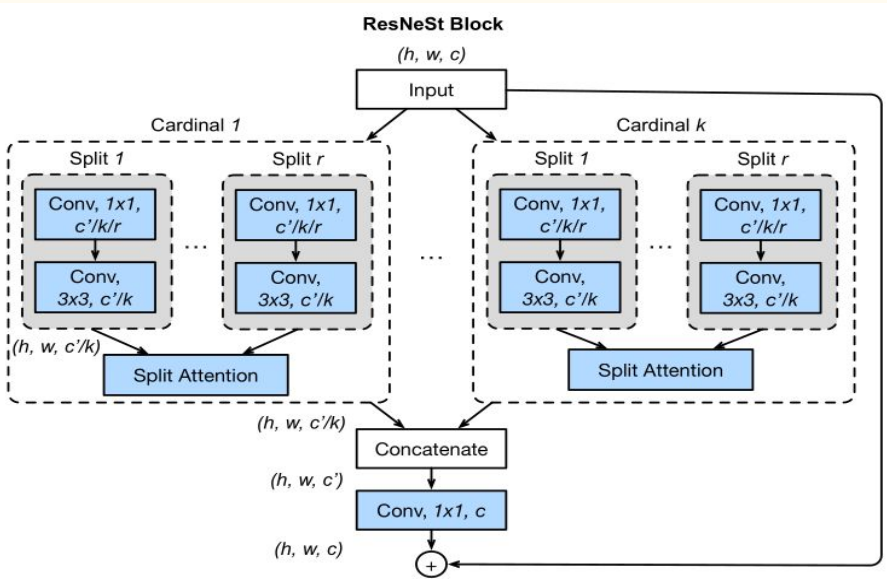 ResNeSt Block
(h, w, c)
Input
Cardinal 1
Cardinal k
Split 1
Split r
Split 1
Split r
Conv, 1x1,
c'/k/r
Conv, 1x1,
c'/k/r
Conv, 1x1,
c'/k/r
Conv, 1x1,
c'/k/r
...
...
...
Conv,
3x3, c'/k
Conv,
3x3, c'/k
Conv,
3x3, c'/k
Conv,
3x3, c'/k
(h, w, c'/k)
Split Attention
Split Attention
(h, w, c'/k)
Concatenate
(h, w, c')
Conv, 1x1, c
(h, w, c)
+